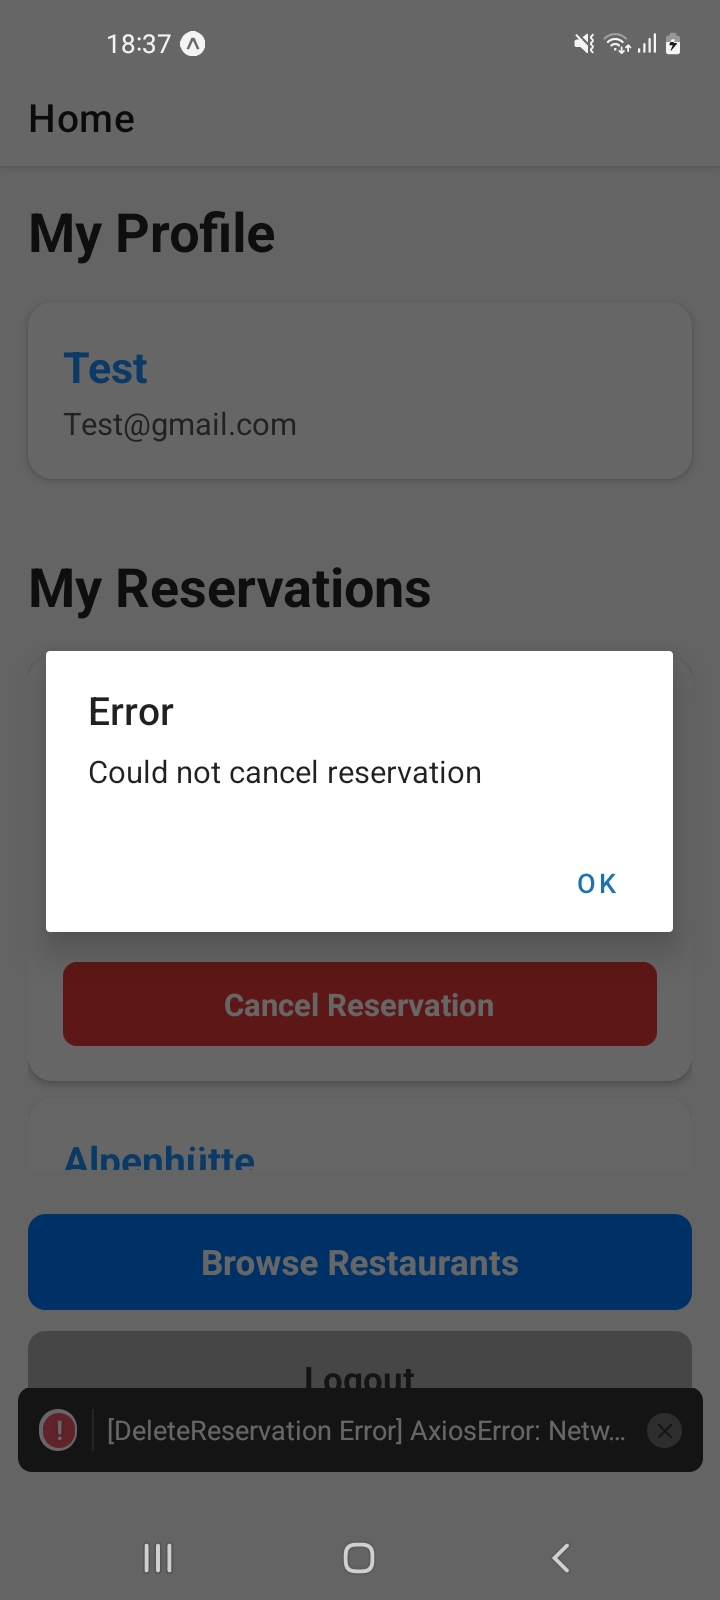 18:37
Home
My Profile
Test
Test@gmail.com
My Reservations
Error
Could not cancel reservation
OK
Cancel Reservation
Alpenhütte
Browse Restaurants
Logout
[DeleteReservation Error] AxiosError: Netw...